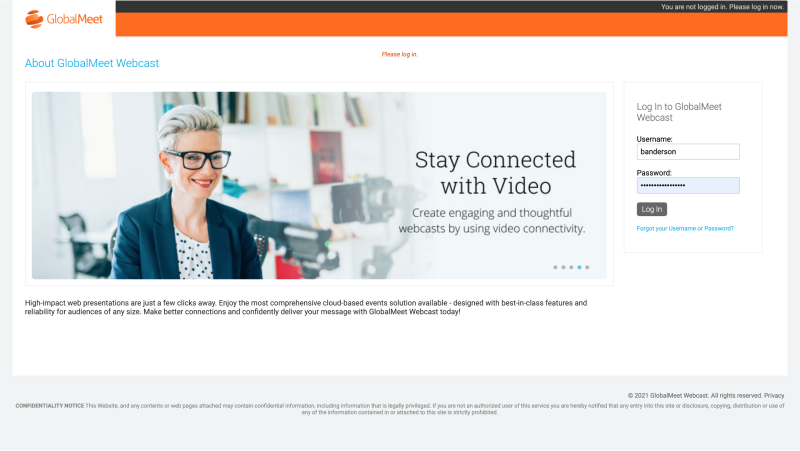 You are not logged in. Please log in now.
GlobalMeet
Please log in.
About GlobalMeet Webcast
Stay Connected
with Video
Create engaging and thoughtful
webcasts by using video connectivity.
Log In to GlobalMeet
Webcast
Username:
banderson
Password:
••••••••••••••••
Log In
Forgot your Username or Password?
High-impact web presentations are just a few clicks away. Enjoy the most comprehensive cloud-based events solution available - designed with best-in-class features and
reliability for audiences of any size. Make better connections and confidently deliver your message with GlobalMeet Webcast today!
© 2021 GlobalMeet Webcast. All rights reserved. Privacy
CONFIDENTIALITY NOTICE This Website, and any contents or web pages attached may contain confidential information, including information that is legally privileged. If you are not an authorized user of this service you are hereby notified that any entry into this site or disclosure, copying, distribution or use of
any of the information contained in or attached to this site is strictly prohibited.